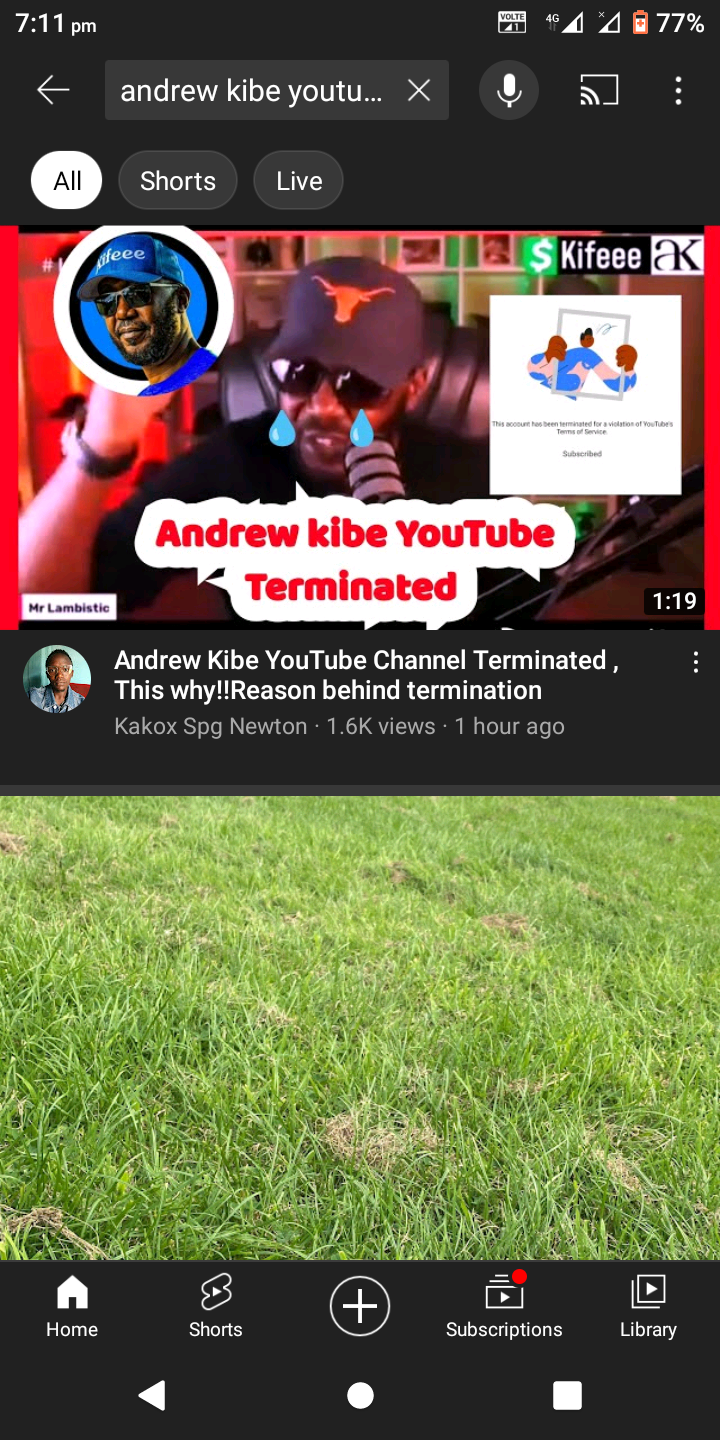 7:11 pm
VOLTE
1
4G
77%
andrew kibe youtu...
All
Shorts
Live
Kifeee
$ Kifeee
AK
This account has been terminated for a violation of YouTube's
Terms of Service.
Subscribed
Andrew kibe YouTube
Terminated
Mr Lambistic
1:19
Andrew Kibe YouTube Channel Terminated ,
This why!!Reason behind termination
Kakox Spg Newton · 1.6K views · 1 hour ago
Home
Shorts
Subscriptions
Library